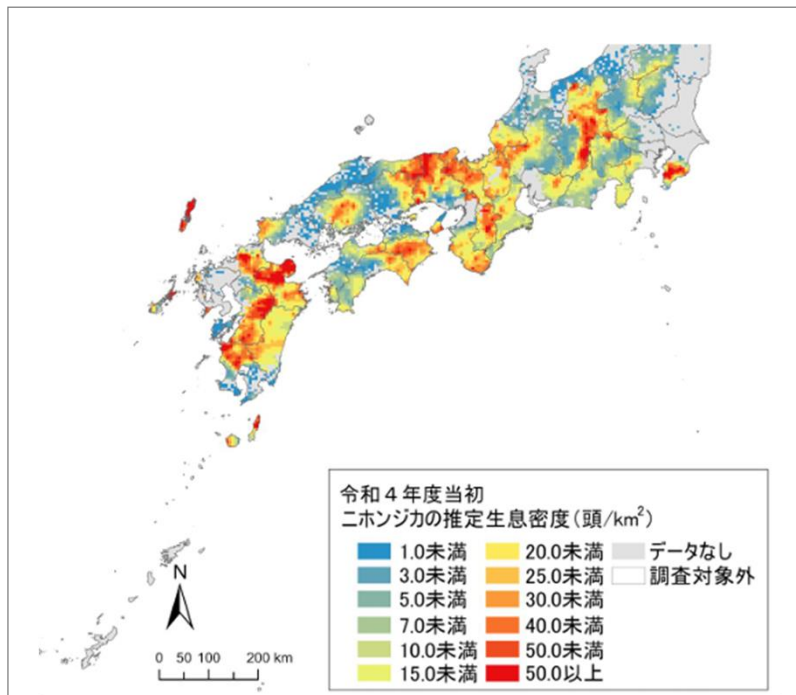 令和４年度当初
ニホンジカの推定生息密度（頭/km²）
1.0未満
3.0未満
5.0未満
7.0未満
10.0未満
15.0未満
20.0未満
25.0未満
30.0未満
40.0未満
50.0未満
50.0以上
データなし
調査対象外
N
0 50 100 200 km